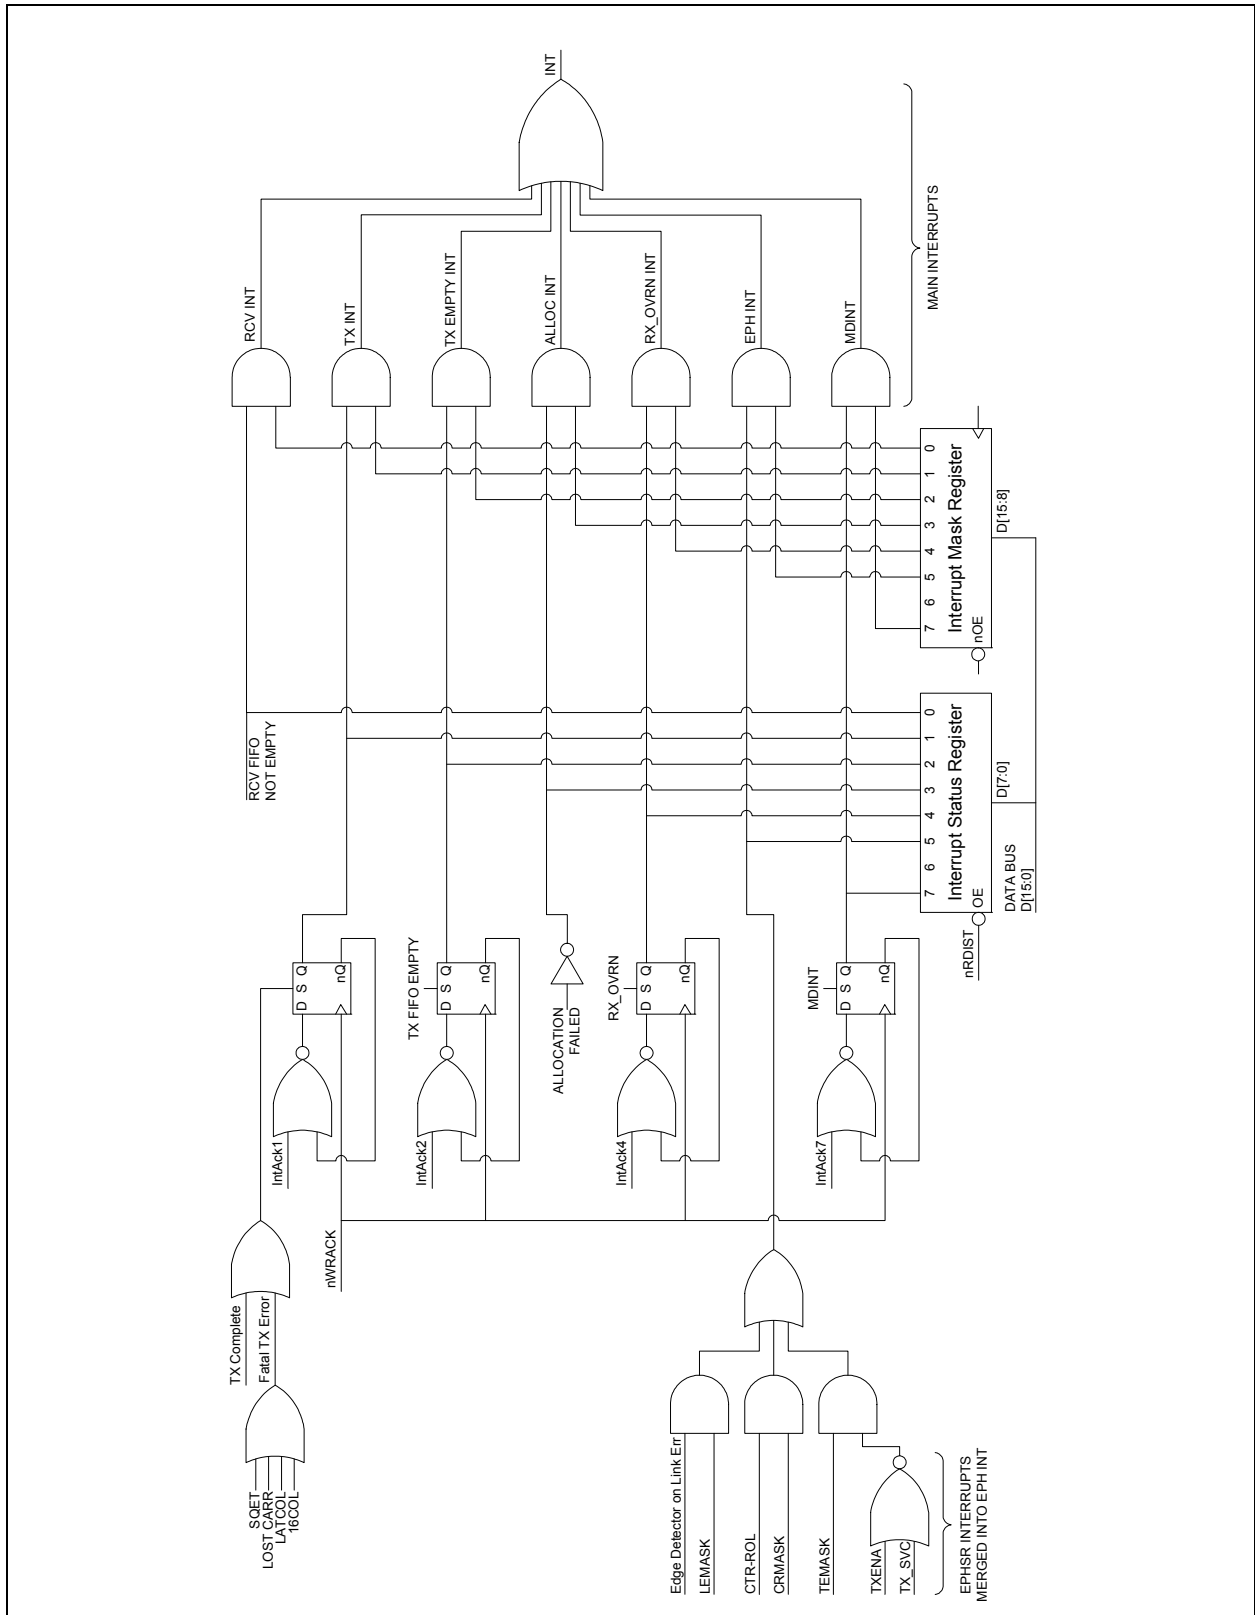 INT
MAIN INTERRUPTS
RCV INT
TX INT
TX EMPTY INT
ALLOC INT
RX_OVRN INT
EPH INT
MDINT
0
1
2
3
4
5
6
7
Interrupt Mask Register
nOE
D[15:8]
RCV FIFO
NOT EMPTY
0
1
2
3
4
5
6
7
Interrupt Status Register
OE
nRDIST
D[7:0]
DATA BUS
D[15:0]
D S Q
nQ
TX FIFO EMPTY
D S Q
nQ
ALLOCATION
FAILED
RX_OVRN
D S Q
nQ
MDINT
D S Q
nQ
IntAck1
IntAck2
IntAck4
IntAck7
nWRACK
TX Complete
Fatal TX Error
SQET
LOST CARR
LATCOL
16COL
Edge Detector on Link Err
LEMASK
CTR-ROL
CRMASK
TEMASK
TXENA
TX_SVC
EPHSR INTERRUPTS
MERGED INTO EPH INT